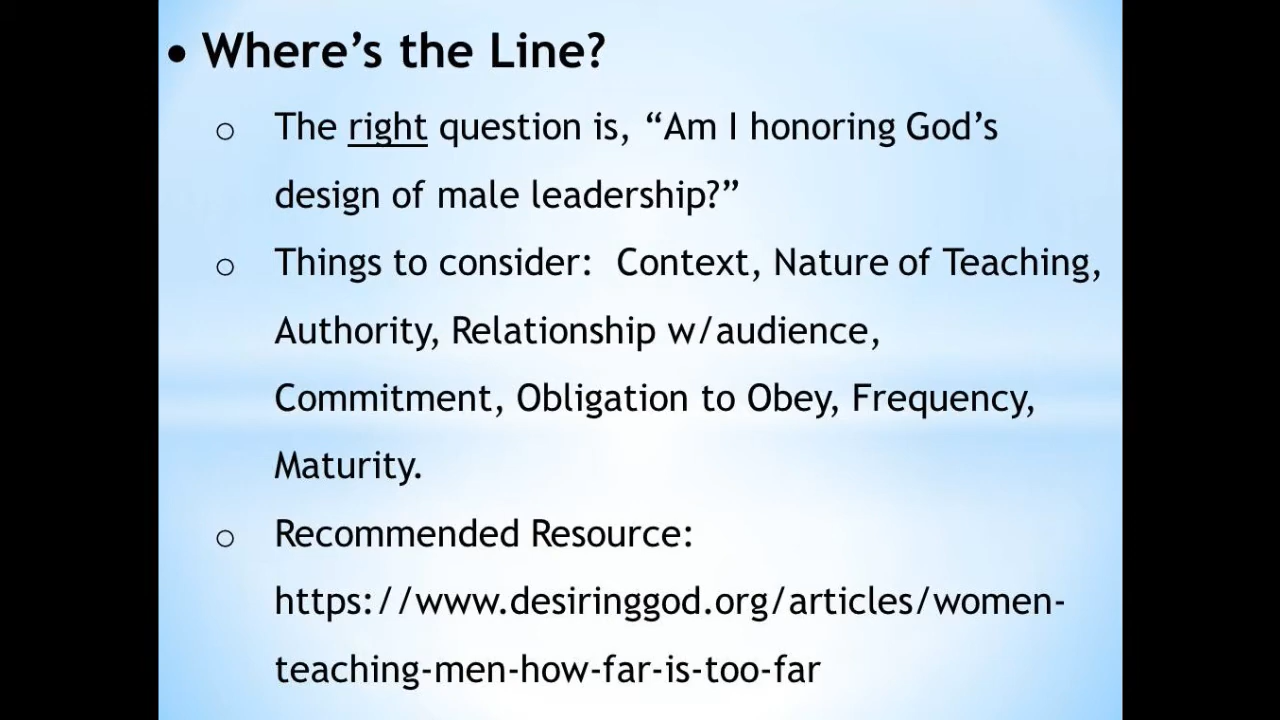 • Where’s the Line?
o The right question is, “Am I honoring God’s
design of male leadership?”
o Things to consider:  Context, Nature of Teaching,
Authority, Relationship w/audience,
Commitment, Obligation to Obey, Frequency,
Maturity.
o Recommended Resource:
https://www.desiringgod.org/articles/women-
teaching-men-how-far-is-too-far